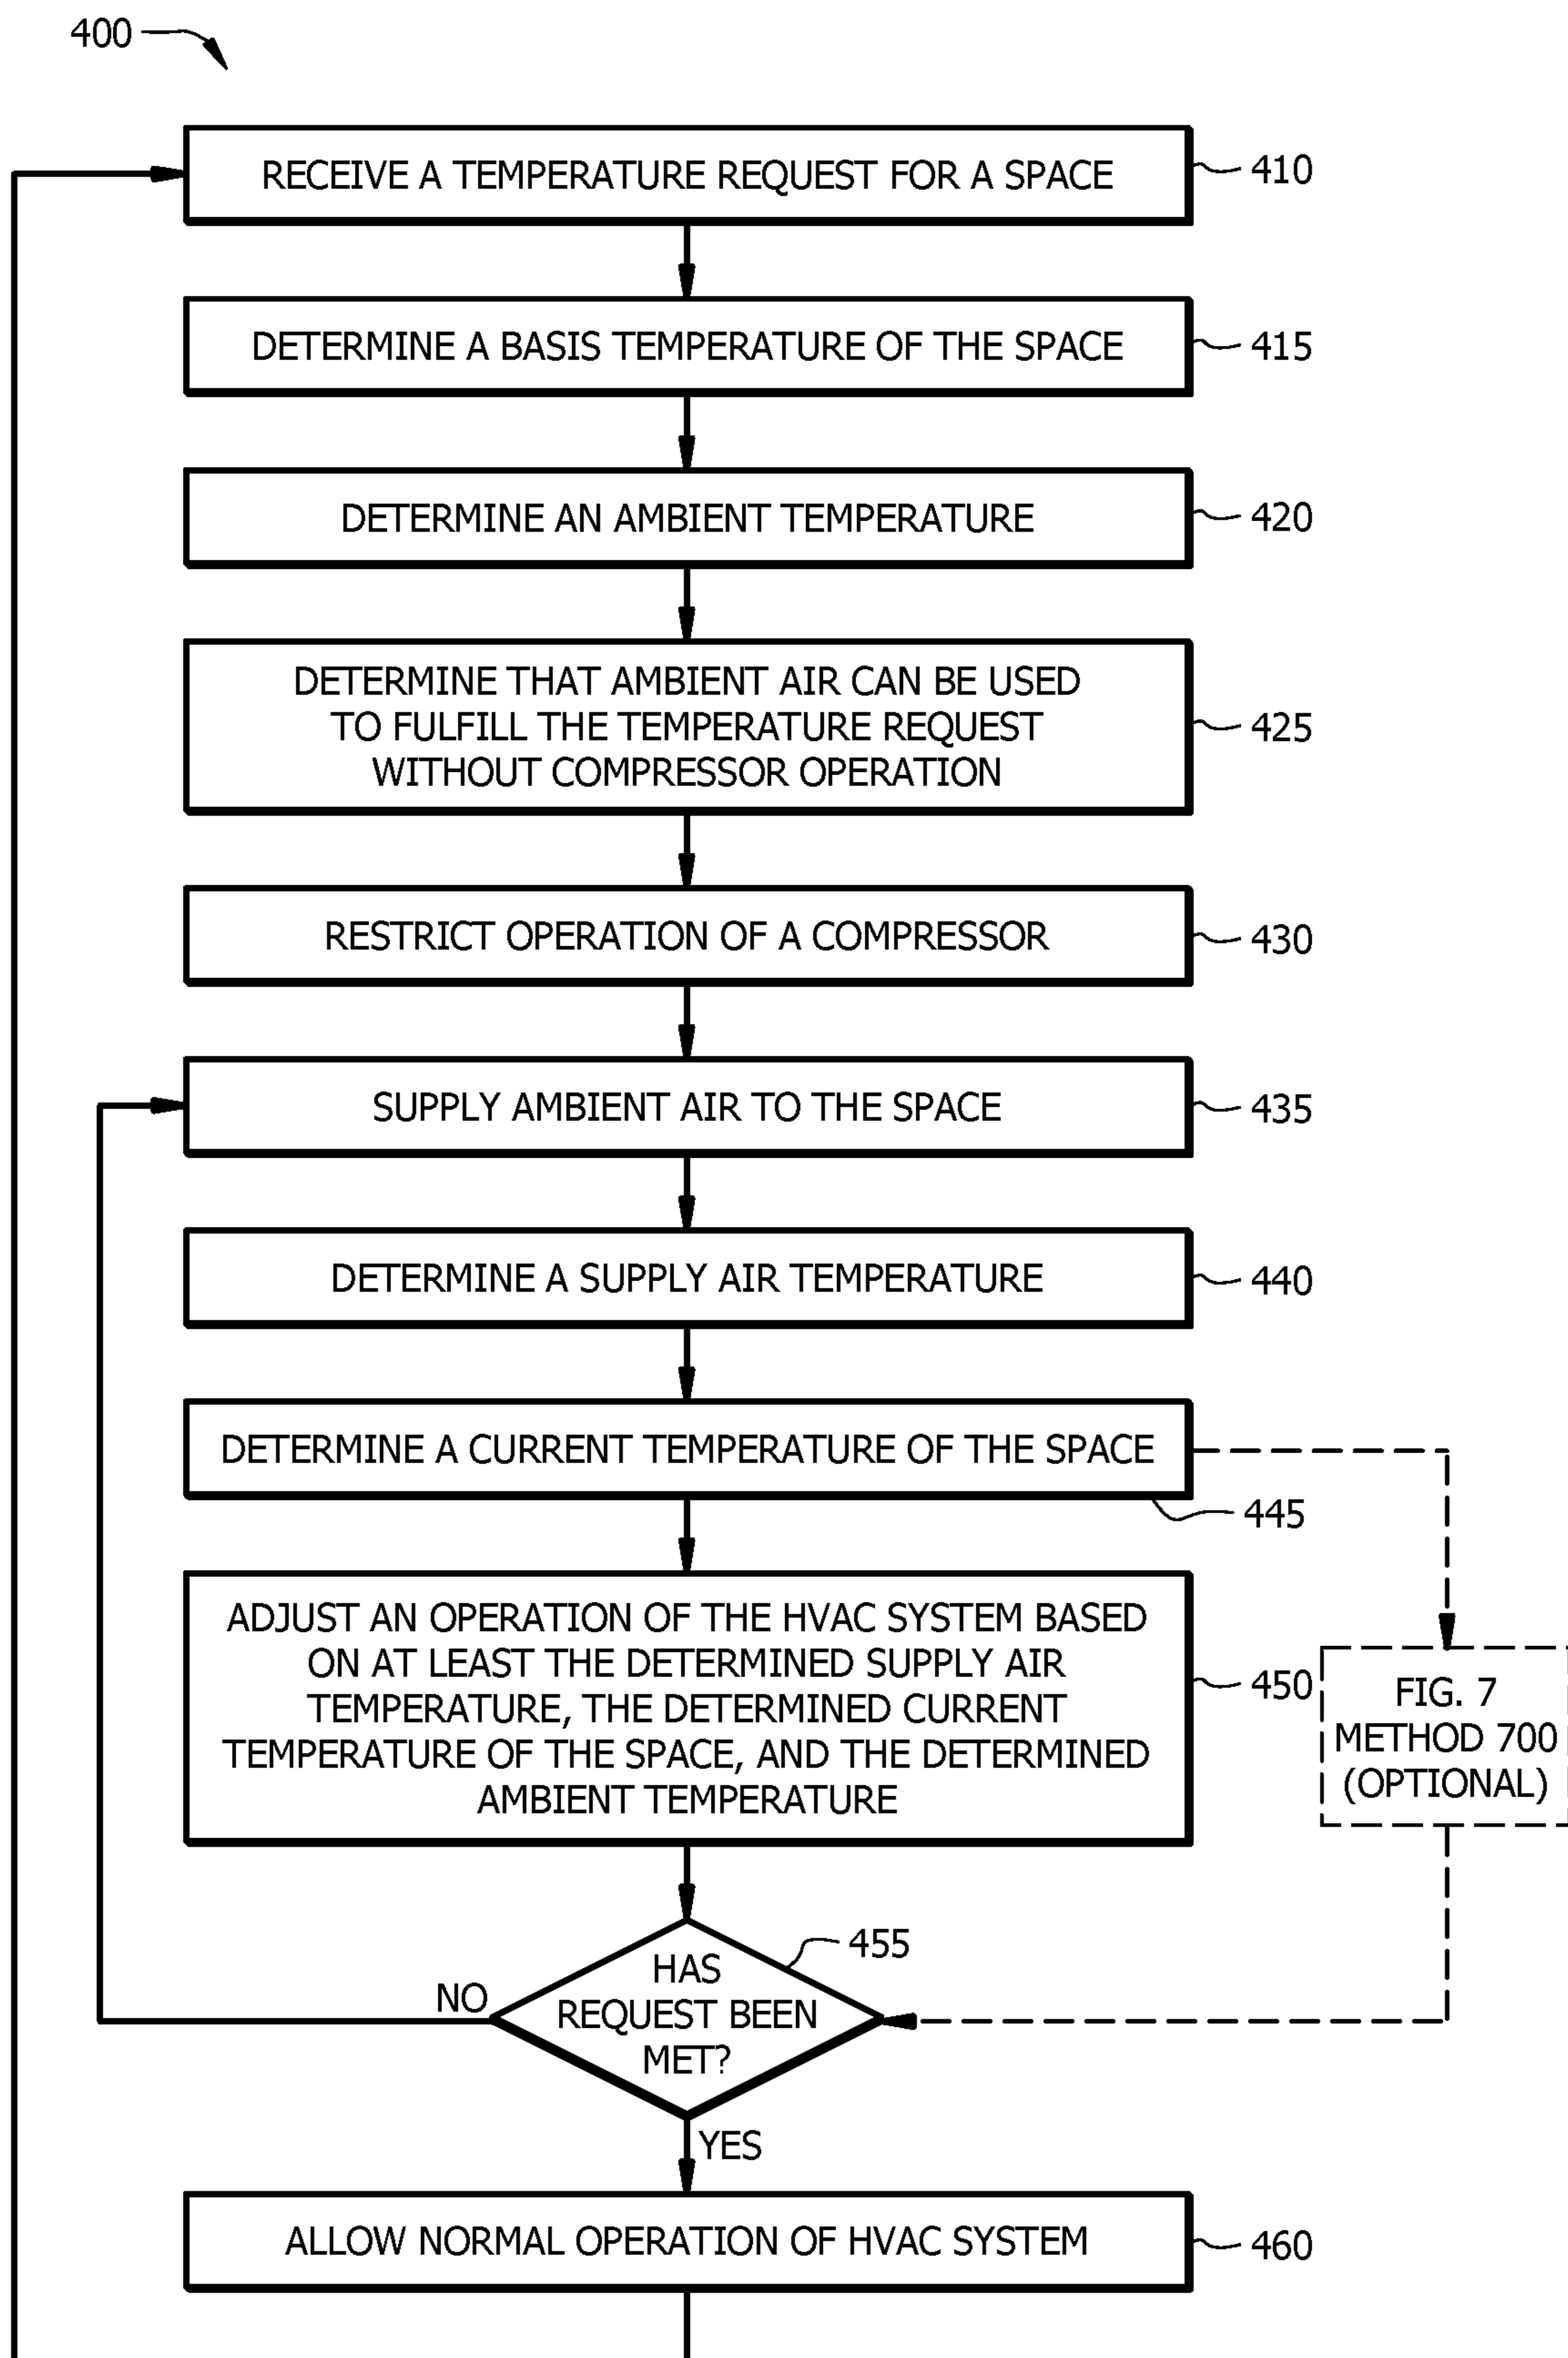 400
RECEIVE A TEMPERATURE REQUEST FOR A SPACE
410
DETERMINE A BASIS TEMPERATURE OF THE SPACE
415
DETERMINE AN AMBIENT TEMPERATURE
420
DETERMINE THAT AMBIENT AIR CAN BE USED
TO FULFILL THE TEMPERATURE REQUEST
WITHOUT COMPRESSOR OPERATION
425
RESTRICT OPERATION OF A COMPRESSOR
430
SUPPLY AMBIENT AIR TO THE SPACE
435
DETERMINE A SUPPLY AIR TEMPERATURE
440
DETERMINE A CURRENT TEMPERATURE OF THE SPACE
445
ADJUST AN OPERATION OF THE HVAC SYSTEM BASED
ON AT LEAST THE DETERMINED SUPPLY AIR
TEMPERATURE, THE DETERMINED CURRENT
TEMPERATURE OF THE SPACE, AND THE DETERMINED
AMBIENT TEMPERATURE
450
FIG. 7
METHOD 700
(OPTIONAL)
455
HAS
REQUEST BEEN
MET?
NO
YES
ALLOW NORMAL OPERATION OF HVAC SYSTEM
460